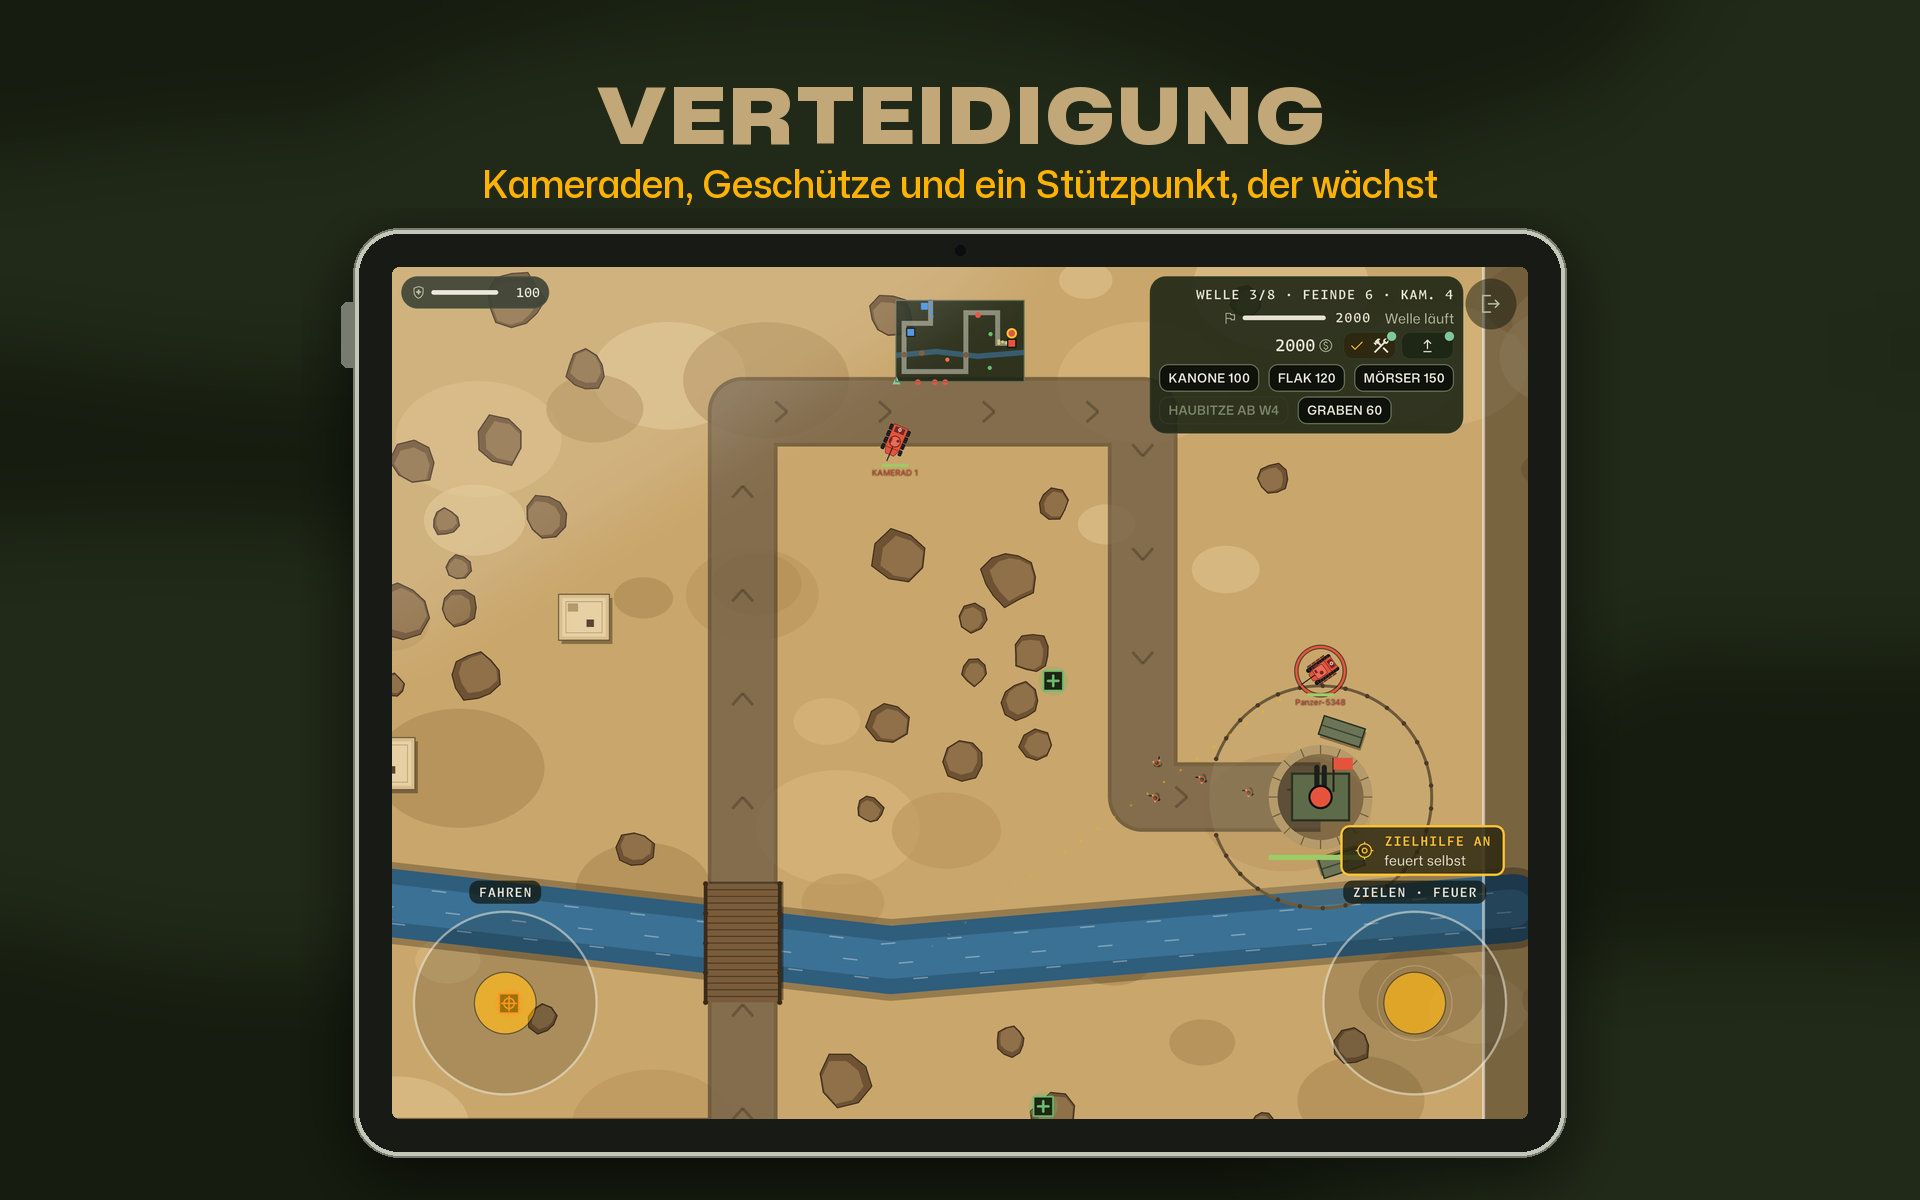 VERTEIDIGUNG
Kameraden, Geschütze und ein Stützpunkt, der wächst
100
WELLE 3/8 · FEINDE 6 · KAM. 4
2000 Welle läuft
2000
KANONE 100 FLAK 120 MÖRSER 150
HAUBITZE AB W4 GRABEN 60
KAMERAD 1
Panzer-5348
ZIELHILFE AN
feuert selbst
FAHREN
ZIELEN · FEUER